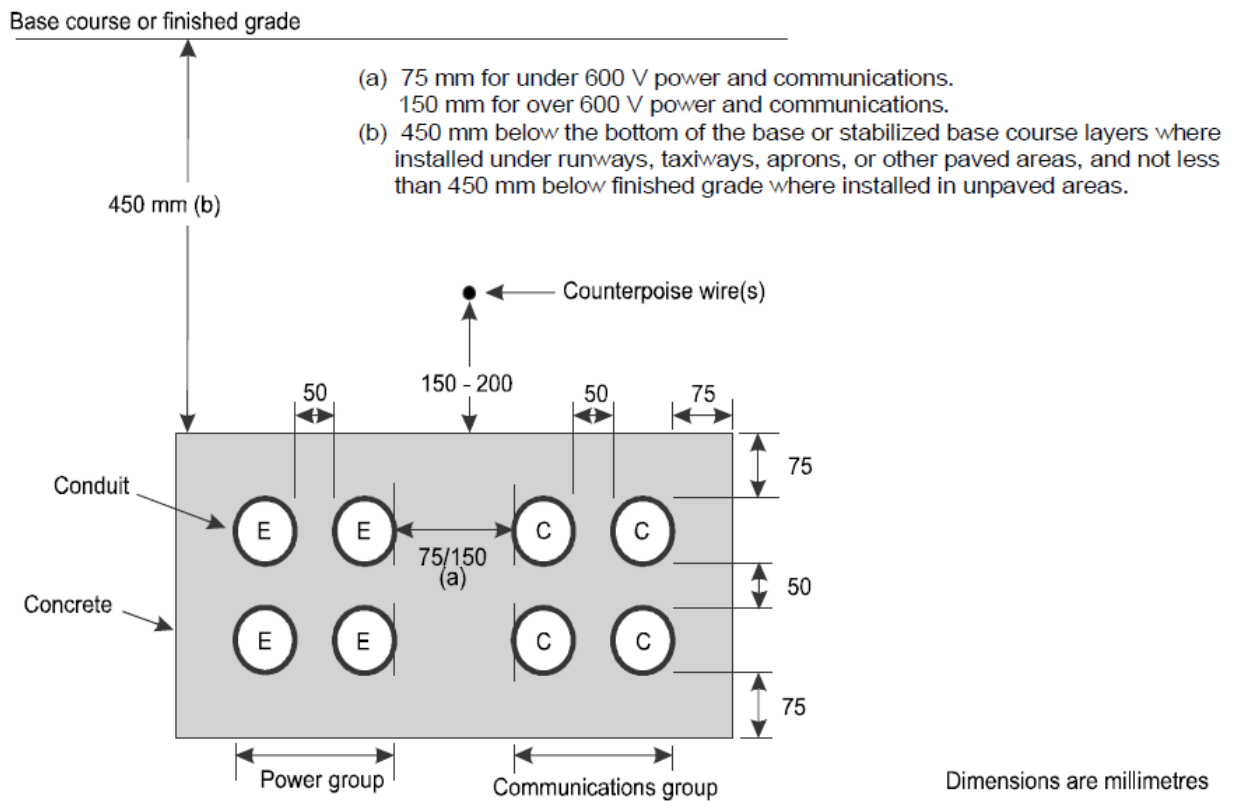 Base course or finished grade
(a) 75 mm for under 600 V power and communications.
150 mm for over 600 V power and communications.
(b) 450 mm below the bottom of the base or stabilized base course layers where
installed under runways, taxiways, aprons, or other paved areas, and not less
than 450 mm below finished grade where installed in unpaved areas.
450 mm (b)
Counterpoise wire(s)
50
150 - 200
50
75
75
Conduit
E
E
C
C
75/150
(a)
50
Concrete
E
E
C
C
75
Power group
Communications group
Dimensions are millimetres